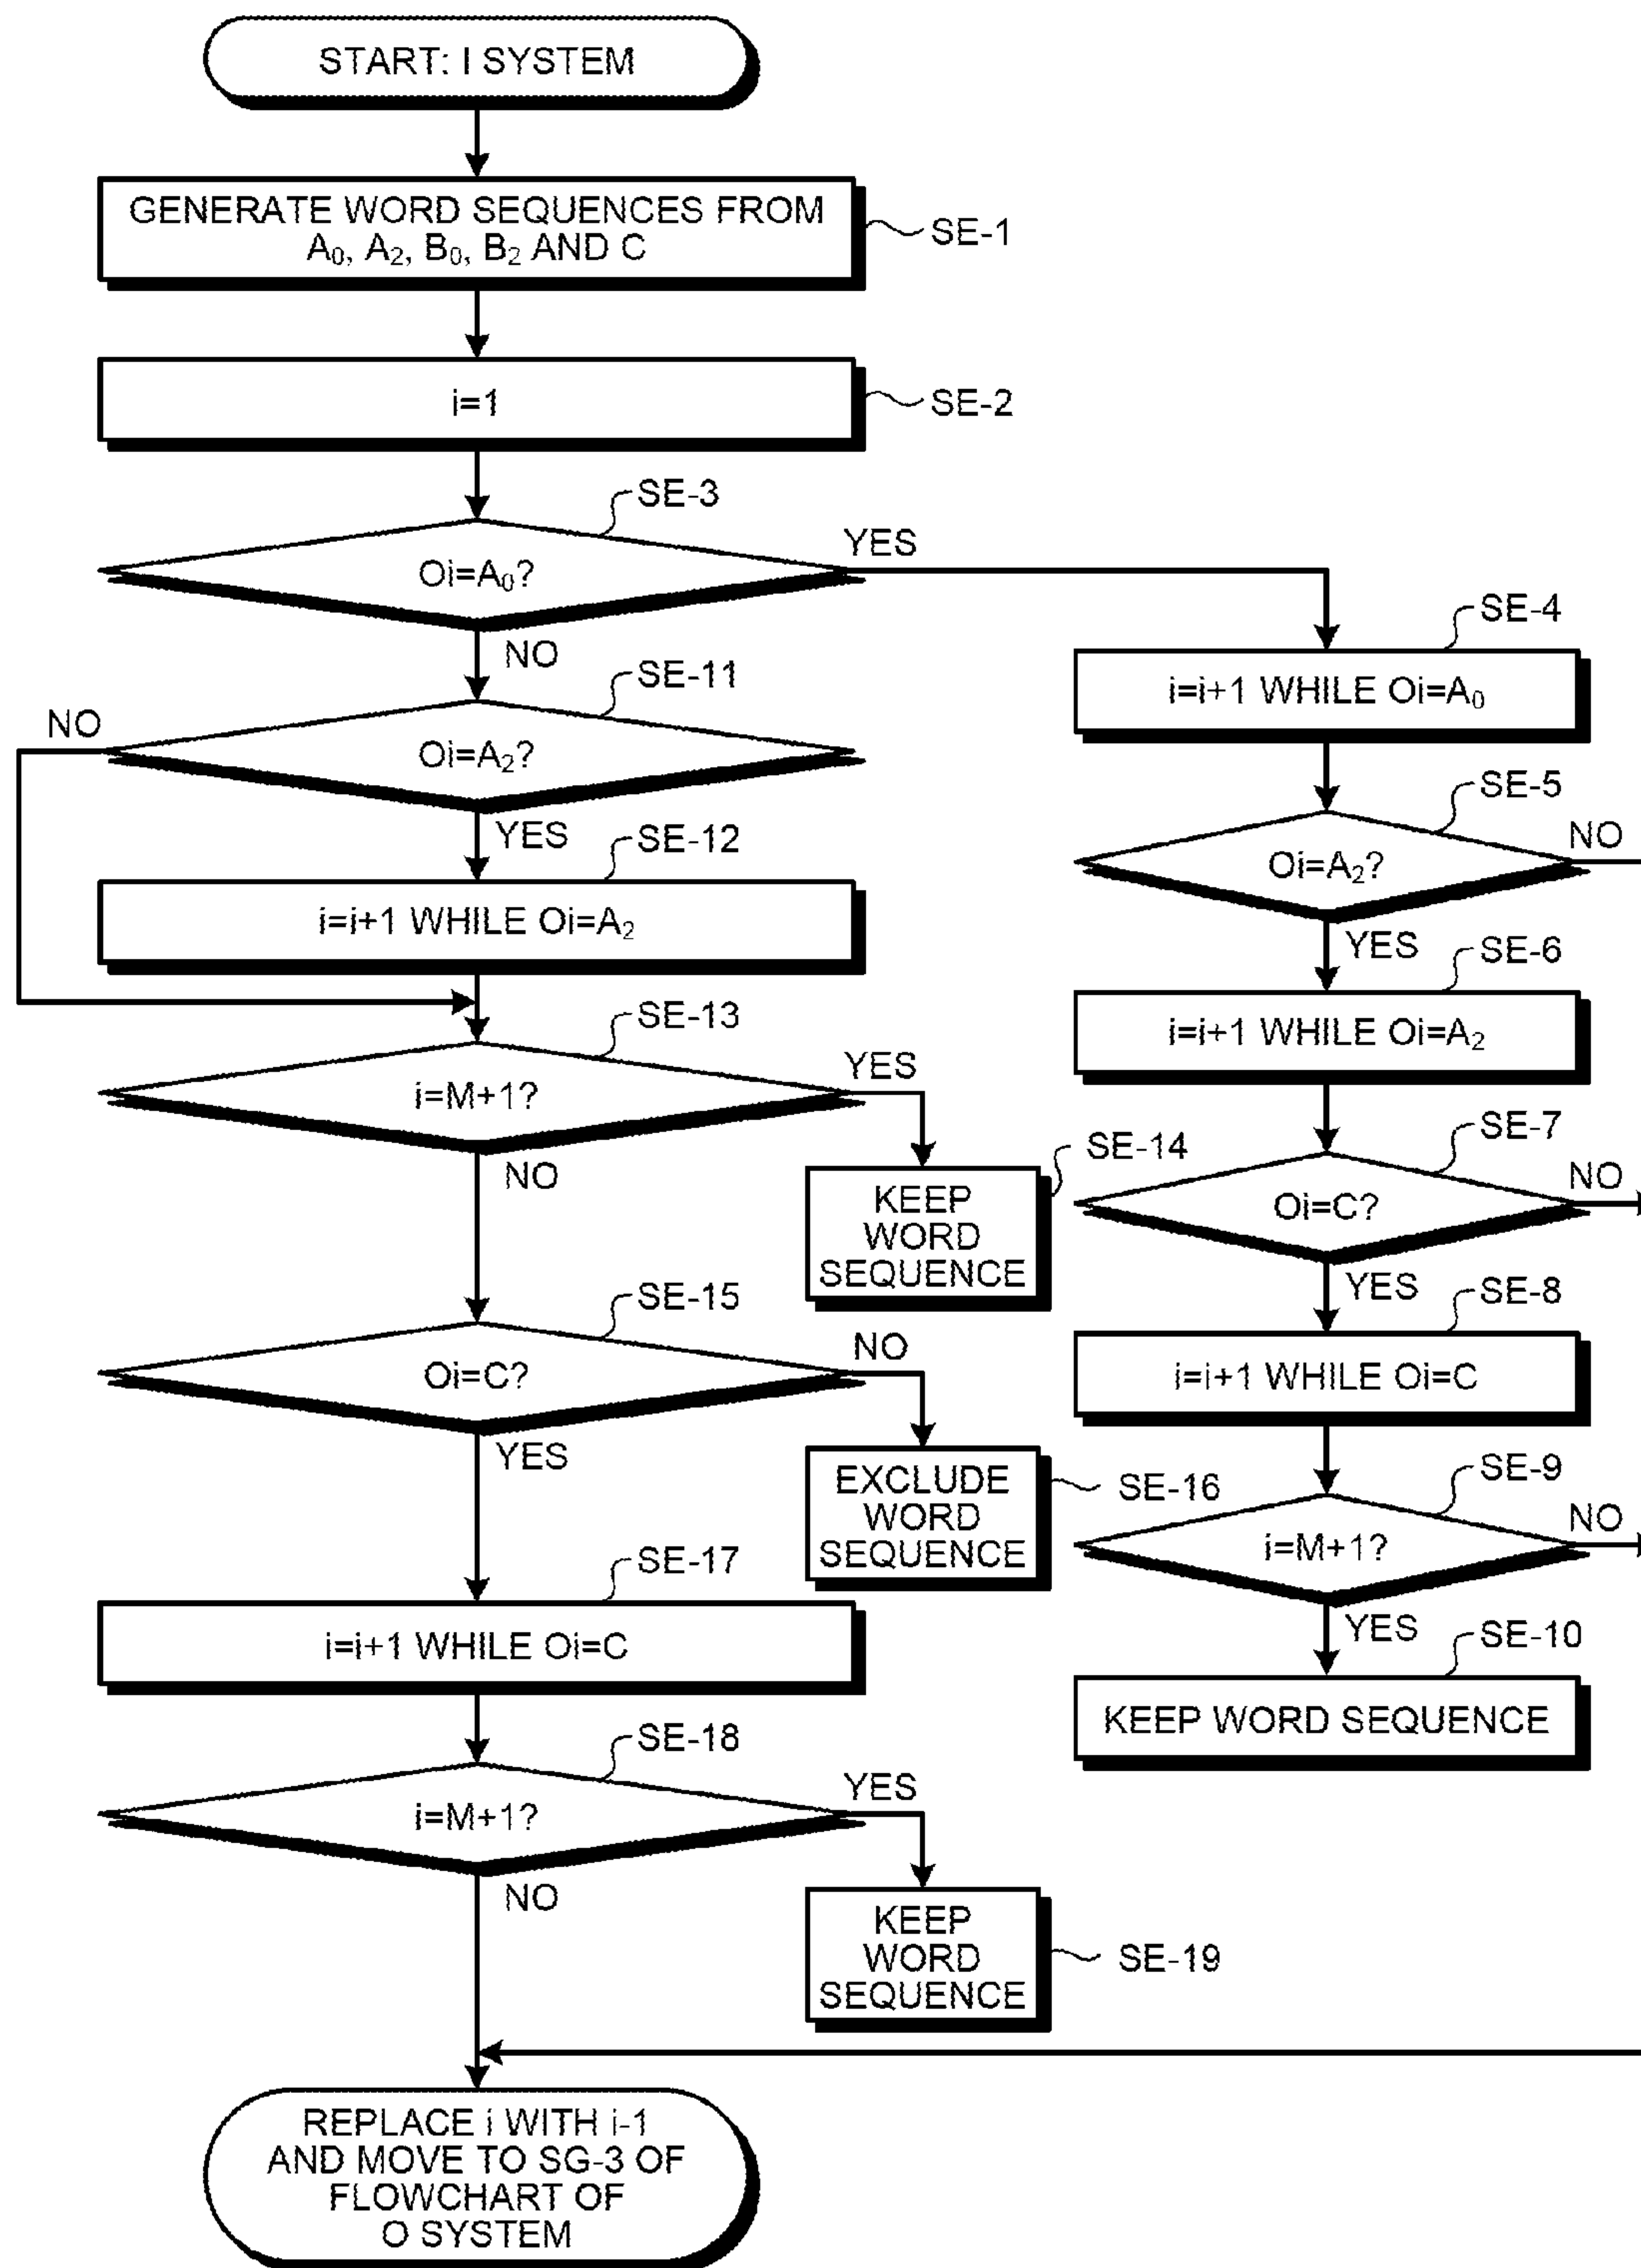 START: I SYSTEM
GENERATE WORD SEQUENCES FROM
A₀, A₂, B₀, B₂ AND C
SE-1
i=1
SE-2
SE-3
Oi=A₀?
YES
NO
SE-4
i=i+1 WHILE Oi=A₀
SE-5
Oi=A₂?
NO
YES
SE-6
i=i+1 WHILE Oi=A₂
SE-7
Oi=C?
NO
YES
SE-8
i=i+1 WHILE Oi=C
SE-9
i=M+1?
NO
YES
SE-10
KEEP WORD SEQUENCE
SE-11
NO
Oi=A₂?
YES
SE-12
i=i+1 WHILE Oi=A₂
SE-13
i=M+1?
YES
NO
SE-14
KEEP
WORD
SEQUENCE
SE-15
Oi=C?
NO
YES
EXCLUDE
WORD
SEQUENCE
SE-16
SE-17
i=i+1 WHILE Oi=C
SE-18
i=M+1?
YES
NO
KEEP
WORD
SEQUENCE
SE-19
REPLACE i WITH i-1
AND MOVE TO SG-3 OF
FLOWCHART OF
O SYSTEM